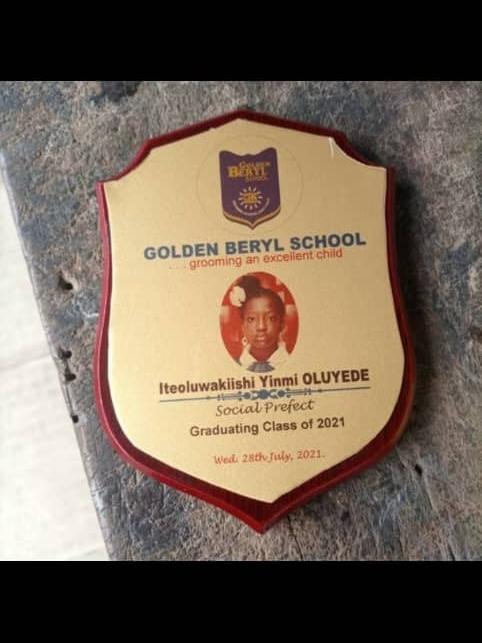 GOLDEN
BERYL
SCHOOL
GOLDEN BERYL SCHOOL
...grooming an excellent child
Iteoluwakiishi Yinmi OLUYEDE
Social Prefect
Graduating Class of 2021
Wed. 28th July, 2021.